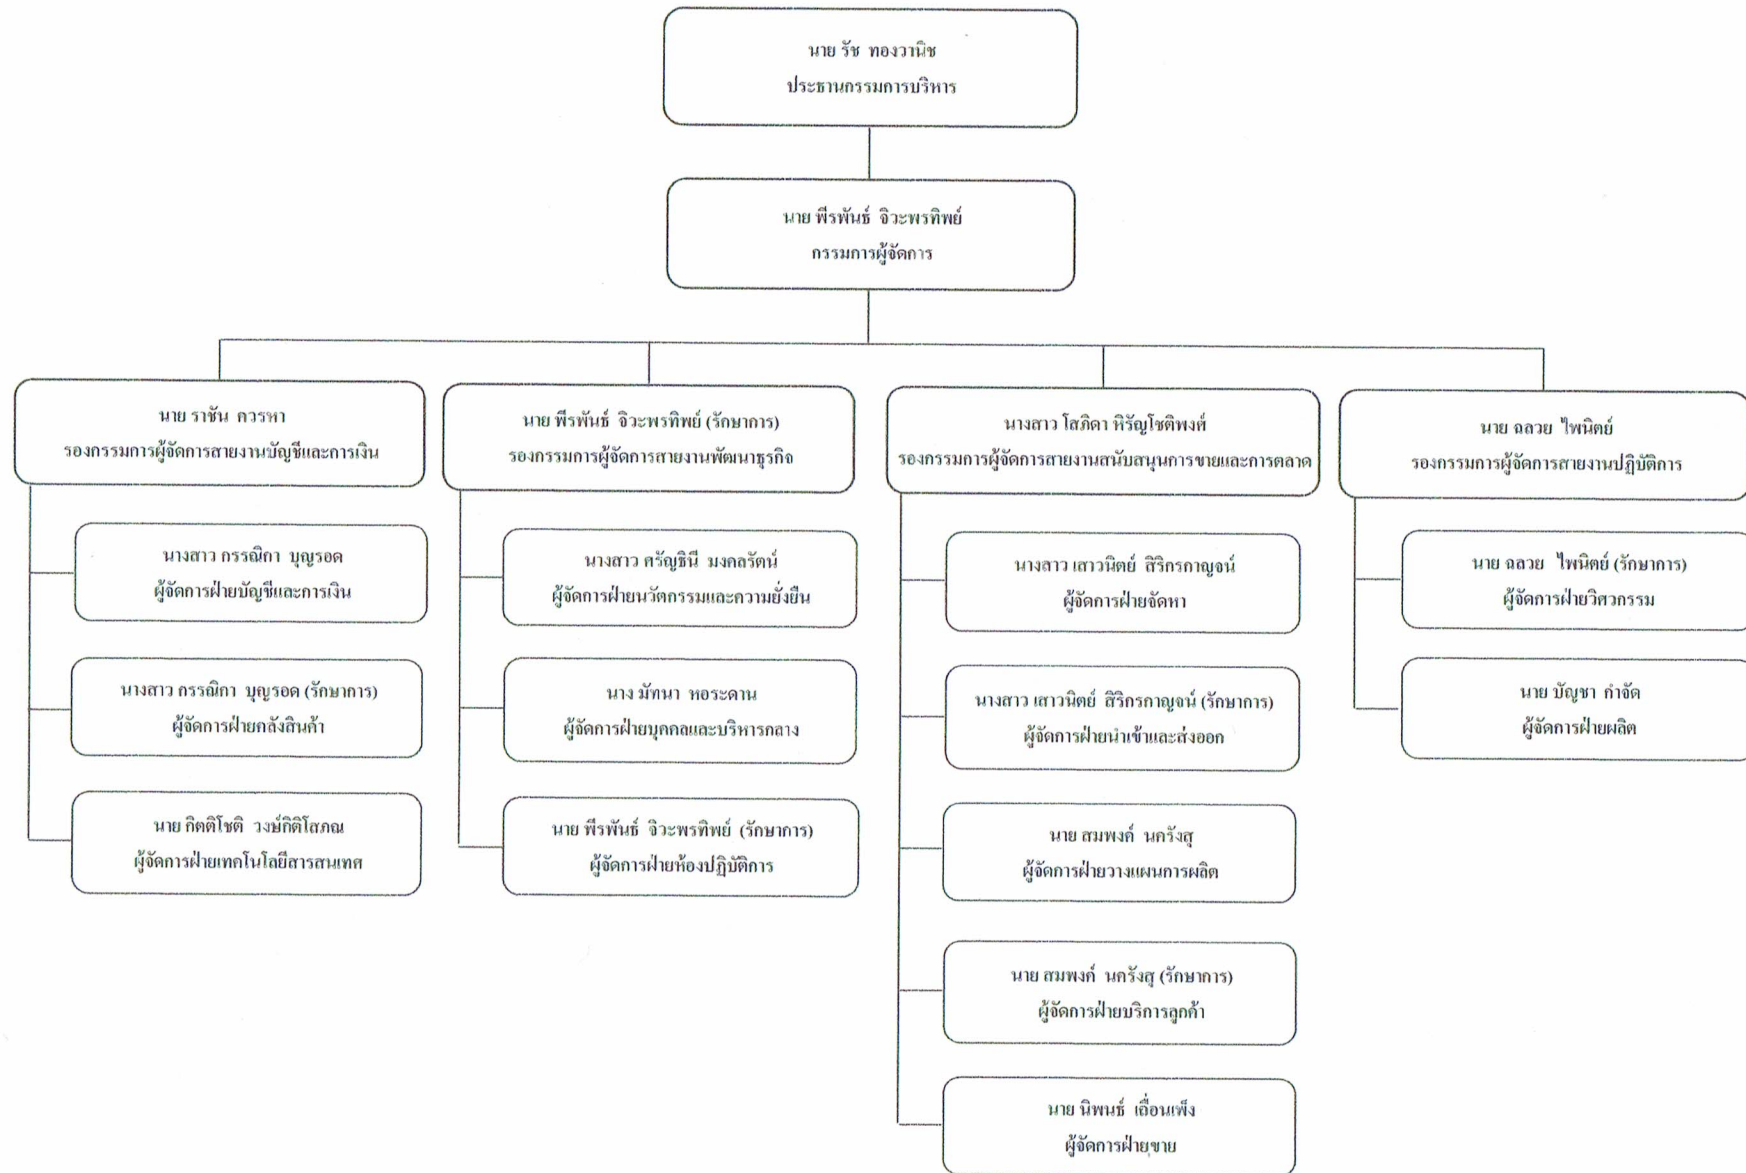 นาย รัช ทองวานิช
ประธานกรรมการบริหาร
นาย พีรพันธ์ จิวะพรทิพย์
กรรมการผู้จัดการ
นาย ราชัน ควรหา
รองกรรมการผู้จัดการสายงานบัญชีและการเงิน
นางสาว กรรณิกา บุญรอด
ผู้จัดการฝ่ายบัญชีและการเงิน
นางสาว กรรณิกา บุญรอด (รักษาการ)
ผู้จัดการฝ่ายคลังสินค้า
นาย กิตติโชติ วงษ์กิติโสภณ
ผู้จัดการฝ่ายเทคโนโลยีสารสนเทศ
นาย พีรพันธ์ จิวะพรทิพย์ (รักษาการ)
รองกรรมการผู้จัดการสายงานพัฒนาธุรกิจ
นางสาว ศรัญธินี มงคลรัตน์
ผู้จัดการฝ่ายนวัตกรรมและความยั่งยืน
นาง มัทนา หอระดาน
ผู้จัดการฝ่ายบุคคลและบริหารกลาง
นาย พีรพันธ์ จิวะพรทิพย์ (รักษาการ)
ผู้จัดการฝ่ายห้องปฏิบัติการ
นางสาว โสภิดา หิรัญโชติพงศ์
รองกรรมการผู้จัดการสายงานสนับสนุนการขายและการตลาด
นางสาว เสาวนิตย์ สิริกรกาญจน์
ผู้จัดการฝ่ายจัดหา
นางสาว เสาวนิตย์ สิริกรกาญจน์ (รักษาการ)
ผู้จัดการฝ่ายนำเข้าและส่งออก
นาย สมพงค์ นครังสุ
ผู้จัดการฝ่ายวางแผนการผลิต
นาย สมพงค์ นครังสุ (รักษาการ)
ผู้จัดการฝ่ายบริการลูกค้า
นาย นิพนธ์ เถื่อนเพ็ง
ผู้จัดการฝ่ายขาย
นาย ฉลวย ไพนิตย์
รองกรรมการผู้จัดการสายงานปฏิบัติการ
นาย ฉลวย ไพนิตย์ (รักษาการ)
ผู้จัดการฝ่ายวิศวกรรม
นาย บัญชา กำจัด
ผู้จัดการฝ่ายผลิต